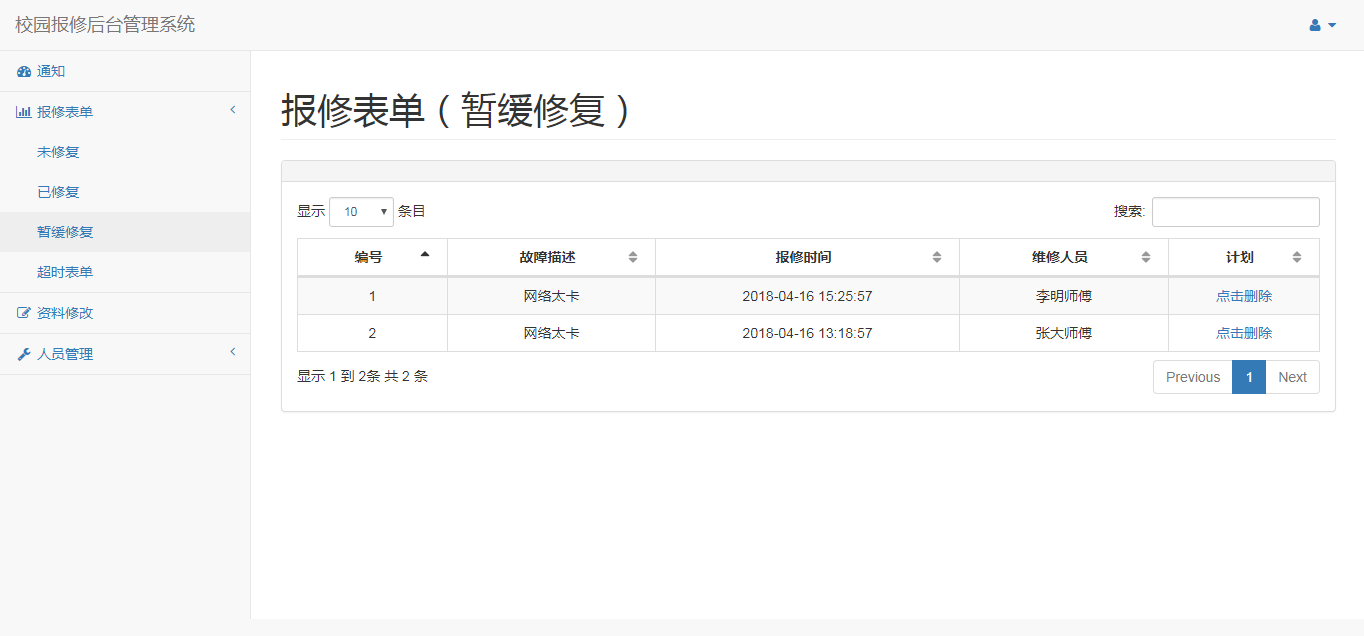 校园报修后台管理系统
通知
报修表单
未修复
已修复
暂缓修复
超时表单
资料修改
人员管理
报修表单（暂缓修复）
显示 10 条目 搜索:
编号 故障描述 报修时间 维修人员 计划
1 网络太卡 2018-04-16 15:25:57 李明师傅 点击删除
2 网络太卡 2018-04-16 13:18:57 张大师傅 点击删除
显示 1 到 2条 共 2 条 Previous 1 Next